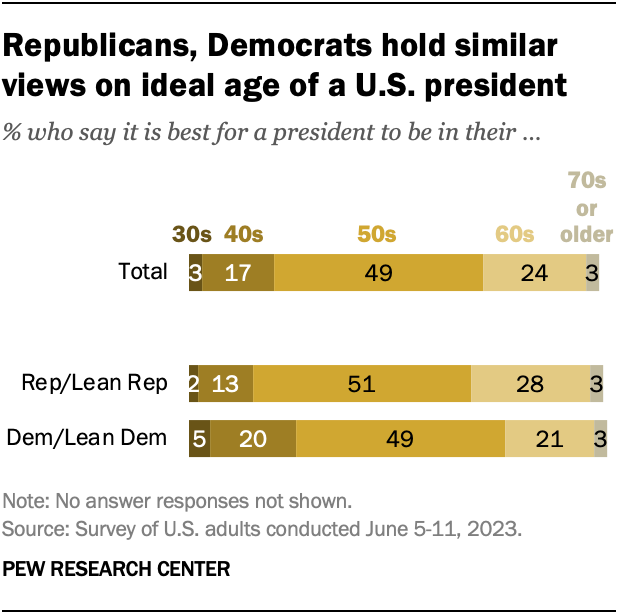 Republicans, Democrats hold similar
views on ideal age of a U.S. president
% who say it is best for a president to be in their ...
70s
or
30s 40s 50s 60s older
Total 3 17 49 24 3
Rep/Lean Rep 2 13 51 28 3
Dem/Lean Dem 5 20 49 21 3
Note: No answer responses not shown.
Source: Survey of U.S. adults conducted June 5-11, 2023.
PEW RESEARCH CENTER